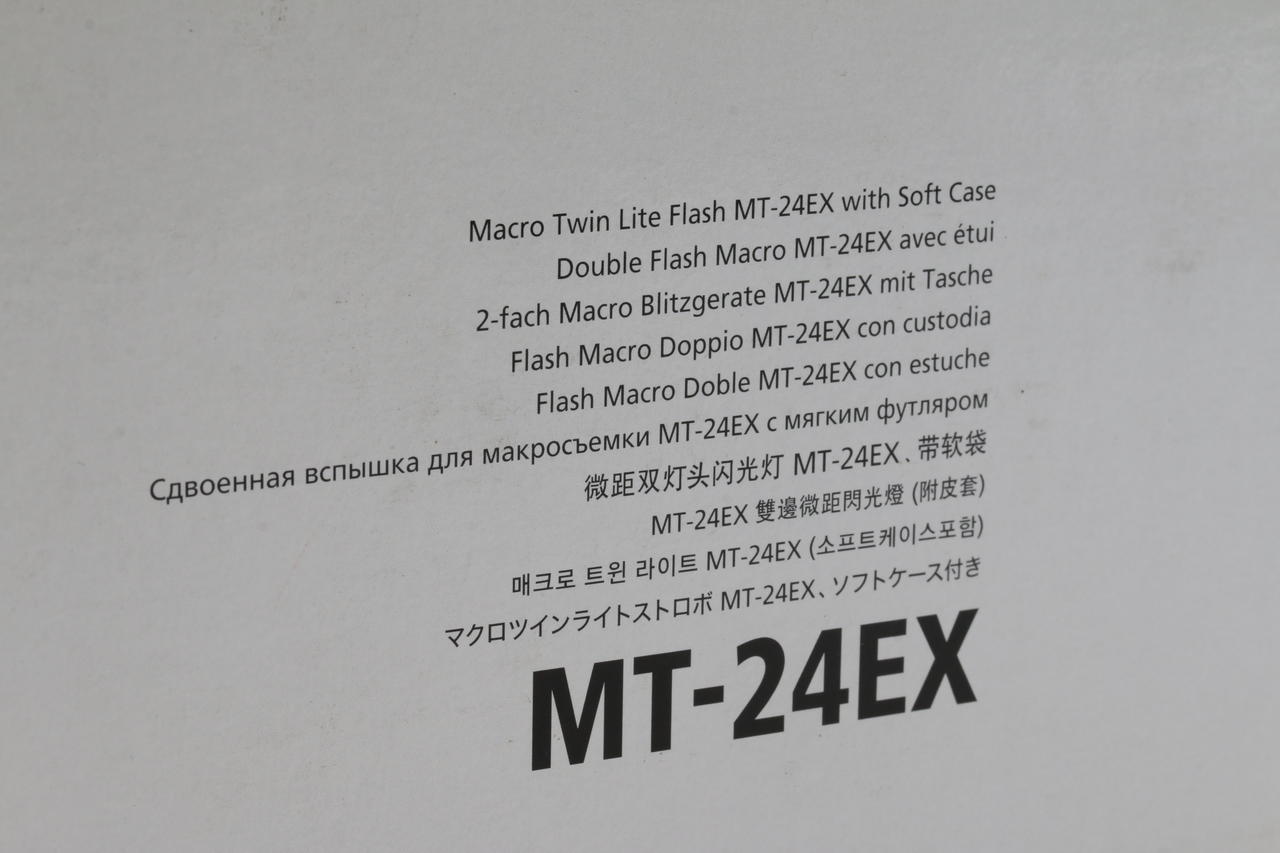 Macro Twin Lite Flash MT-24EX with Soft Case
Double Flash Macro MT-24EX avec étui
2-fach Macro Blitzgerate MT-24EX mit Tasche
Flash Macro Doppio MT-24EX con custodia
Flash Macro Doble MT-24EX con estuche
Сдвоенная вспышка для макросъемки MT-24EX с мягким футляром
微距双灯头闪光灯 MT-24EX、带软袋
MT-24EX 雙邊微距閃光燈 (附皮套)
매크로 트윈 라이트 MT-24EX (소프트케이스포함)
マクロツインライトストロボ MT-24EX、ソフトケース付き
MT-24EX